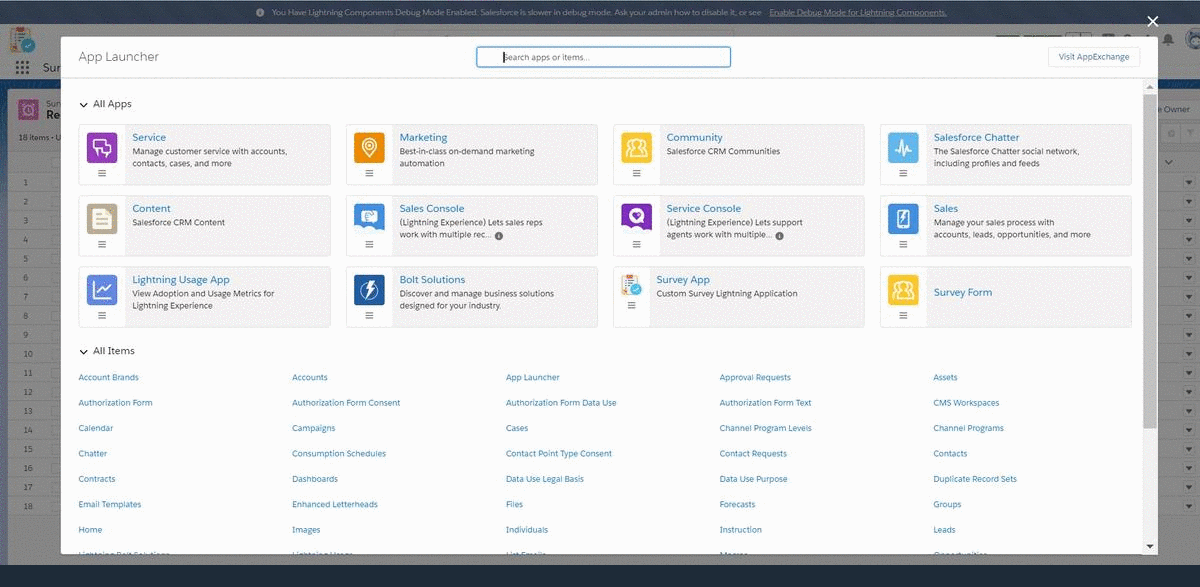 You Have Lightning Components Debug Mode Enabled. Salesforce is slower in debug mode. Ask your admin how to disable it, or see Enable Debug Mode for Lightning Components.
App Launcher
Search apps or items...
Visit AppExchange
Sur
Sur
Re
18 items • U
e Owner
All Apps
Service
Manage customer service with accounts,
contacts, cases, and more
Marketing
Best-in-class on-demand marketing
automation
Community
Salesforce CRM Communities
Salesforce Chatter
The Salesforce Chatter social network,
including profiles and feeds
Content
Salesforce CRM Content
Sales Console
(Lightning Experience) Lets sales reps
work with multiple rec...
Service Console
(Lightning Experience) Lets support
agents work with multiple...
Sales
Manage your sales process with
accounts, leads, opportunities, and more
Lightning Usage App
View Adoption and Usage Metrics for
Lightning Experience
Bolt Solutions
Discover and manage business solutions
designed for your industry.
Survey App
Custom Survey Lightning Application
Survey Form
All Items
Account Brands Accounts App Launcher Approval Requests Assets
Authorization Form Authorization Form Consent Authorization Form Data Use Authorization Form Text CMS Workspaces
Calendar Campaigns Cases Channel Program Levels Channel Programs
Chatter Consumption Schedules Contact Point Type Consent Contact Requests Contacts
Contracts Dashboards Data Use Legal Basis Data Use Purpose Duplicate Record Sets
Email Templates Enhanced Letterheads Files Forecasts Groups
Home Images Individuals Instruction Leads
Lightning Bolt Solutions Lightning Usage List Emails Macros Opportunities
1
2
3
4
5
6
7
8
9
10
11
12
13
14
15
16
17
18